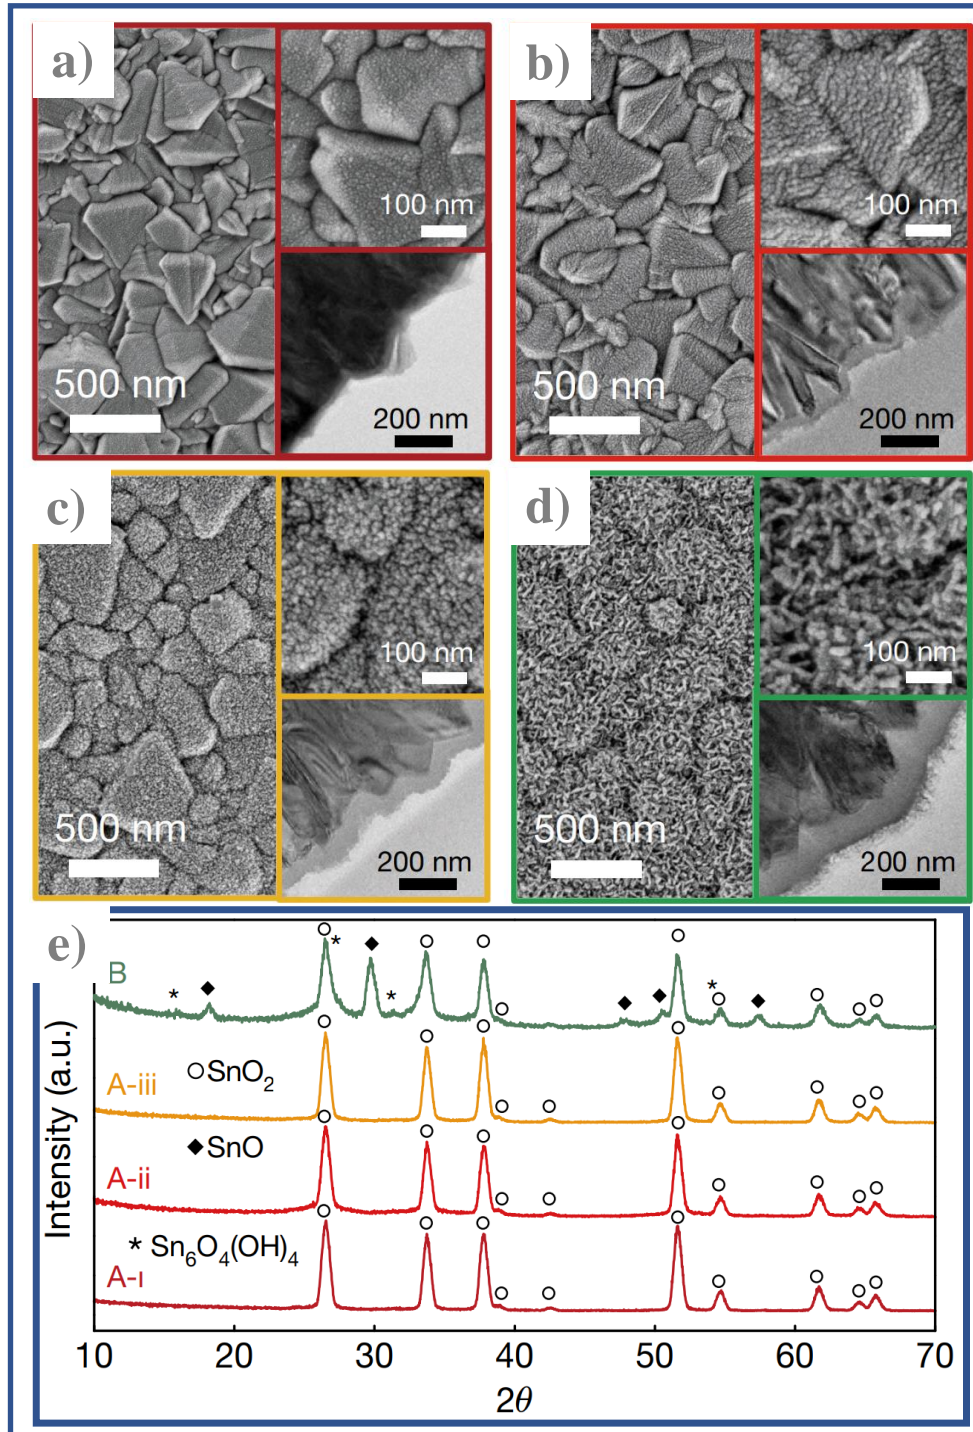 a)
100 nm
500 nm
200 nm
b)
100 nm
500 nm
200 nm
c)
100 nm
500 nm
200 nm
d)
100 nm
500 nm
200 nm
e)
B
* ◆ ○ * ◆ * ○ ○ ○ ◆ ◆ ○ * ○ ◆ ○ ○ ○
A-iii
○ SnO₂
A-ii
◆ SnO
* Sn₆O₄(OH)₄
A-ı
Intensity (a.u.)
10 20 30 40 50 60 70
2θ